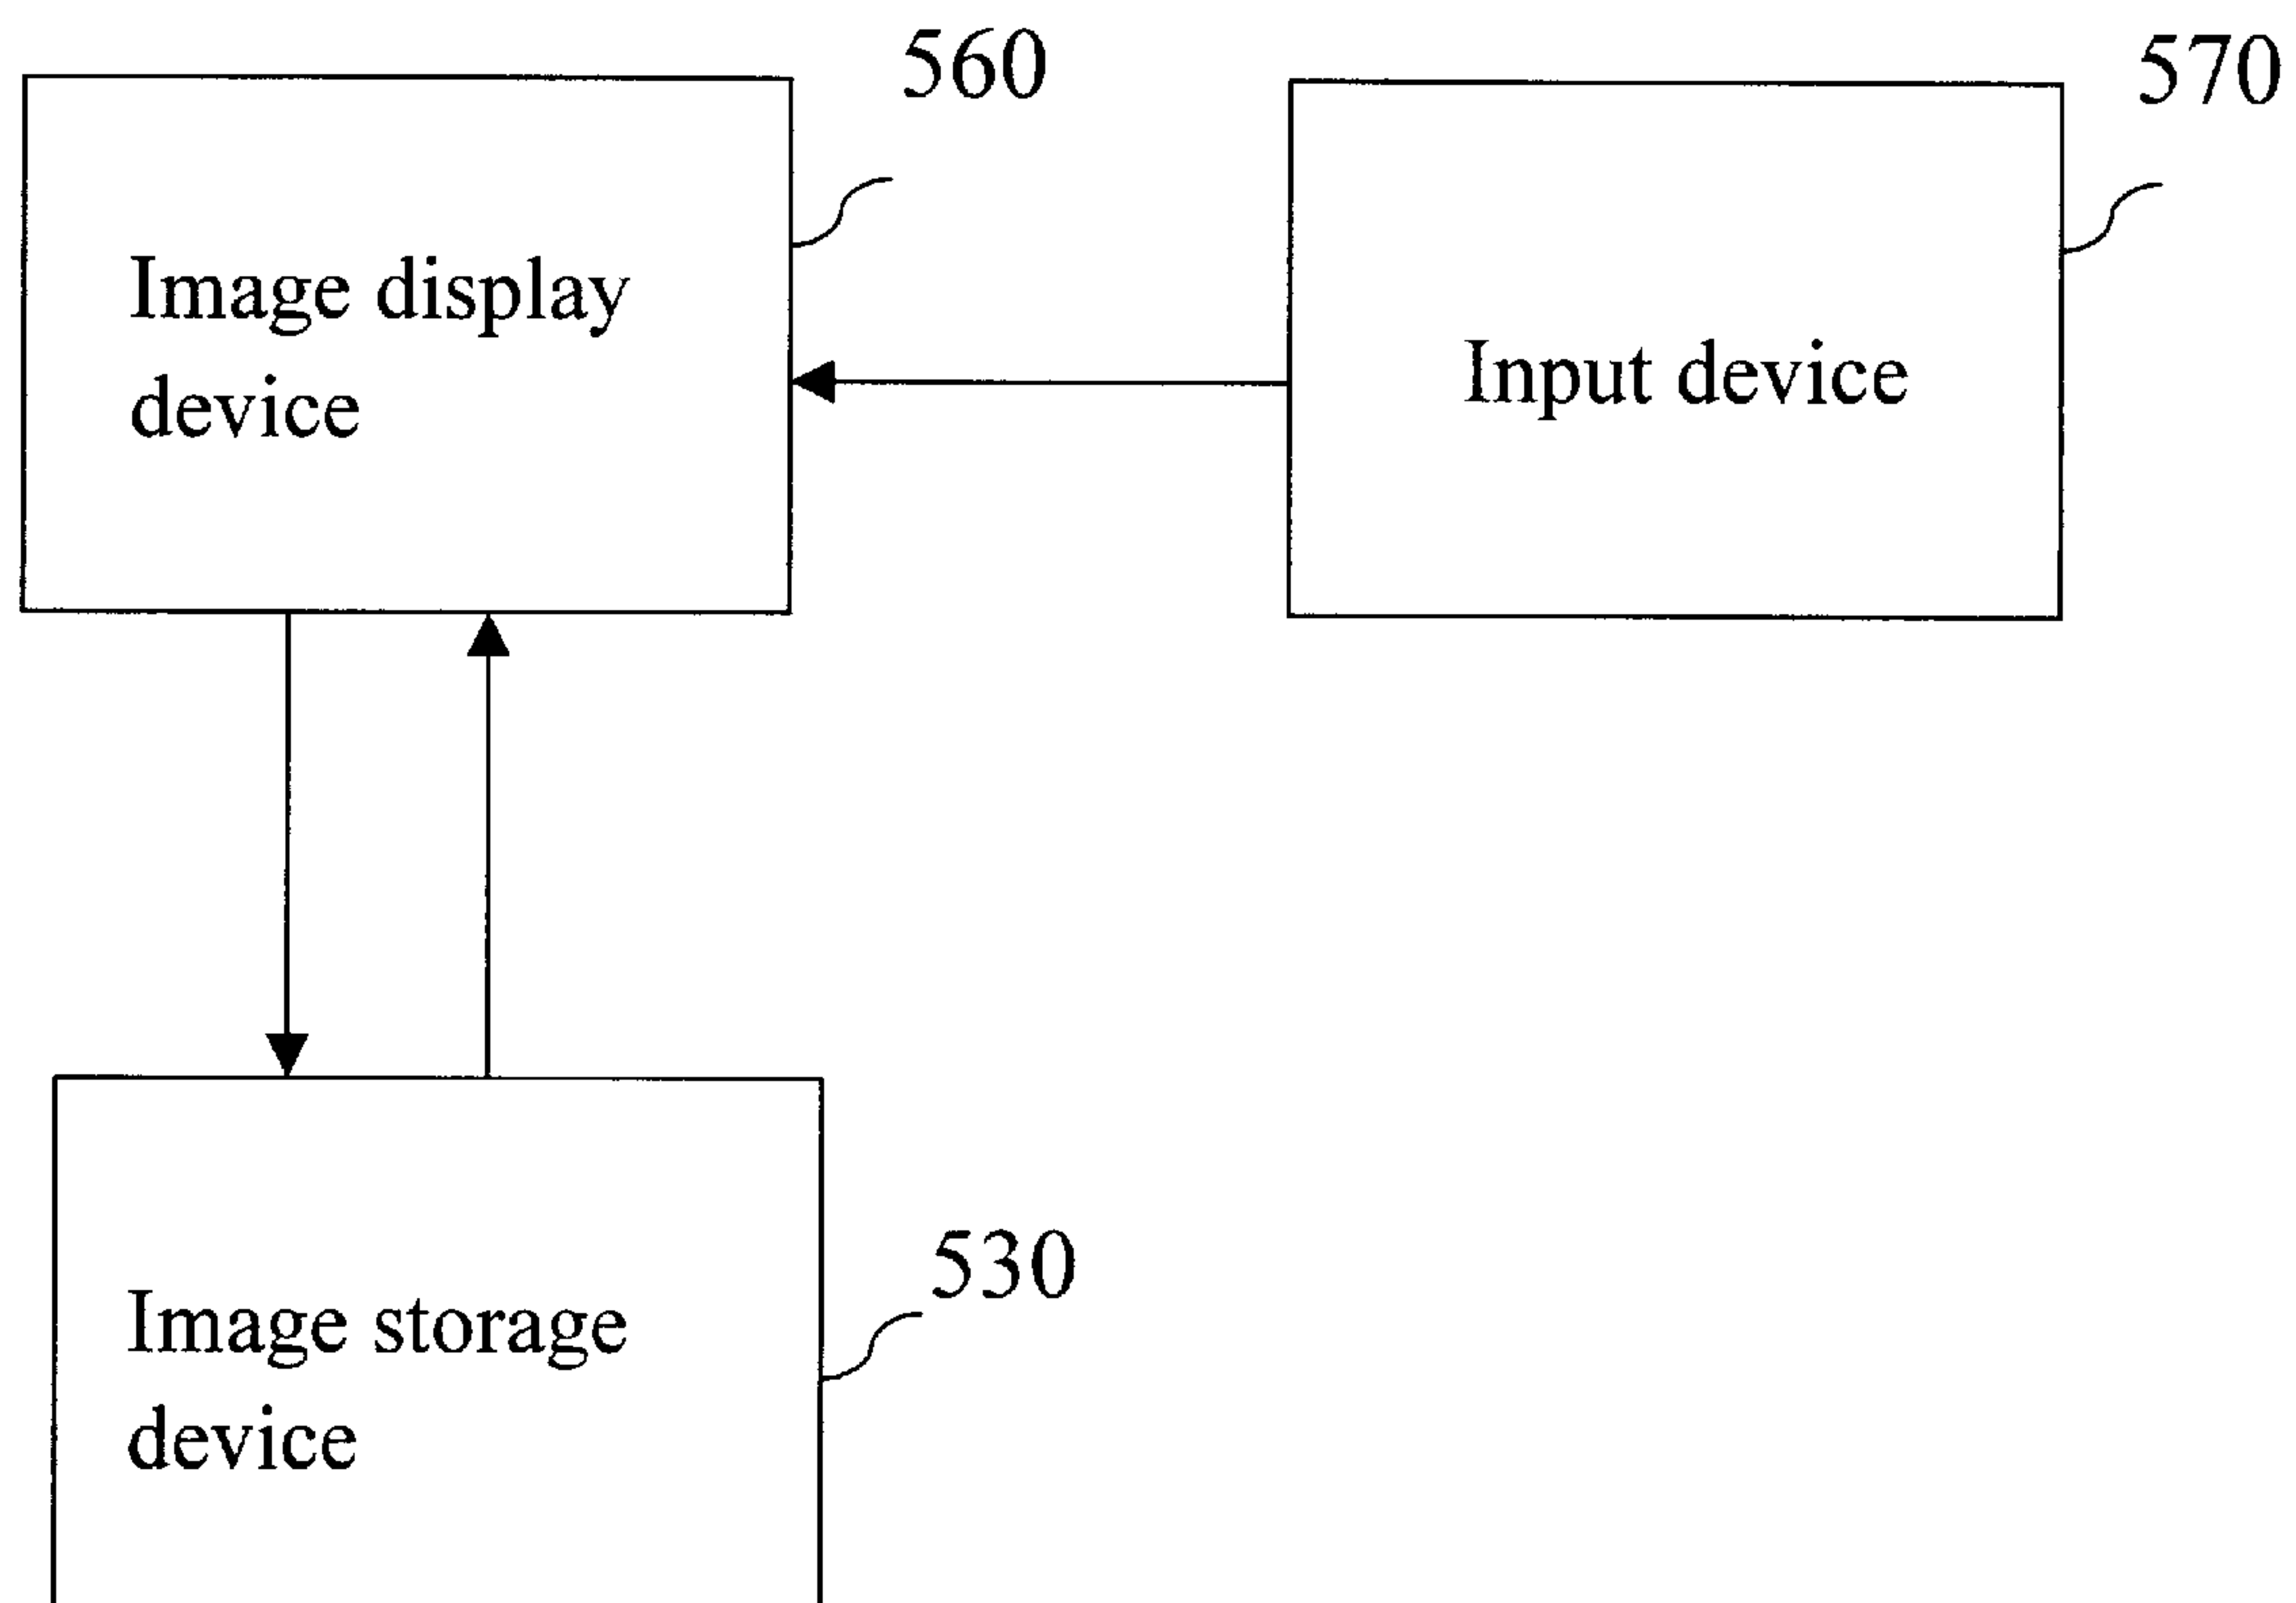 560
570
Image display
device
Input device
530
Image storage
device